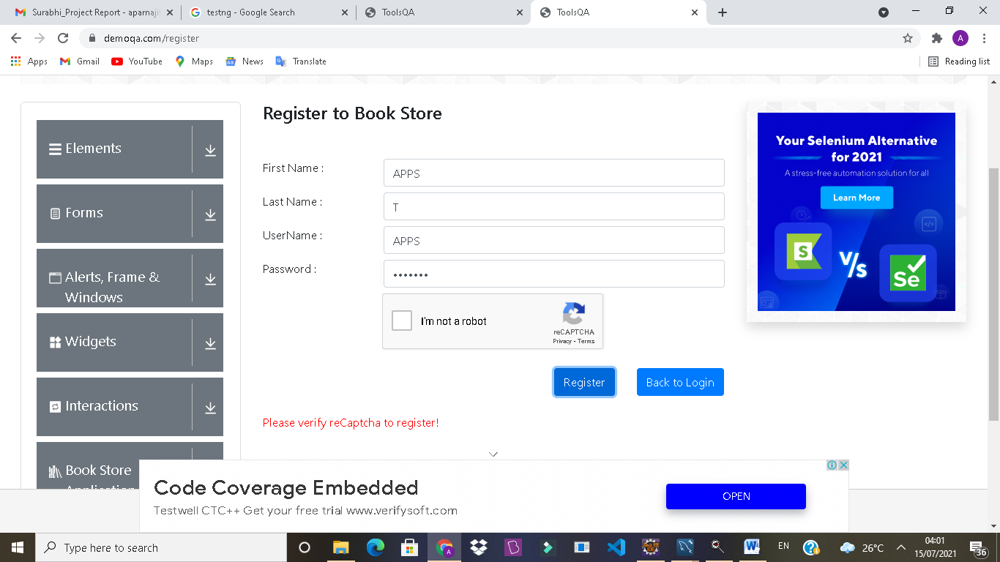 Surabhi_Project Report - aparnajit
testng - Google Search
ToolsQA
ToolsQA
demoqa.com/register
A
Apps
Gmail
YouTube
Maps
News
Translate
Reading list
Elements
Forms
Alerts, Frame &
Windows
Widgets
Interactions
Book Store
Application
Register to Book Store
First Name :
APPS
Last Name :
T
UserName :
APPS
Password :
•••••••
I'm not a robot
reCAPTCHA
Privacy - Terms
Register
Back to Login
Please verify reCaptcha to register!
Your Selenium Alternative
for 2021
A stress-free automation solution for all
Learn More
S
V/s
Se
Code Coverage Embedded
Testwell CTC++ Get your free trial www.verifysoft.com
OPEN
Type here to search
EN
26°C
04:01
15/07/2021
36